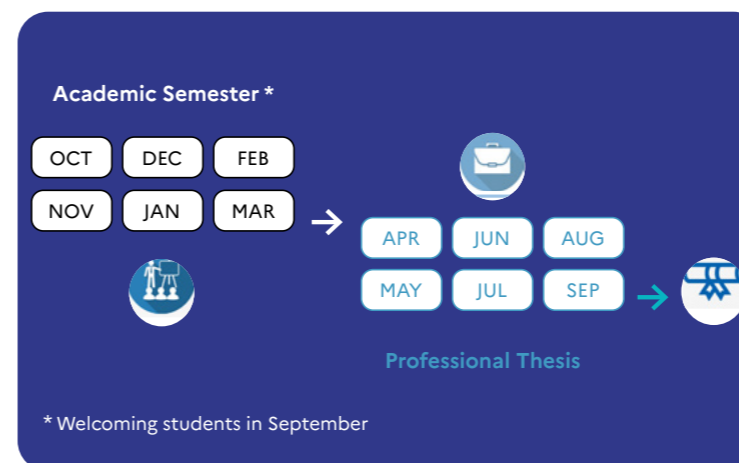 Academic Semester *
OCT DEC FEB
NOV JAN MAR
APR JUN AUG
MAY JUL SEP
Professional Thesis
* Welcoming students in September